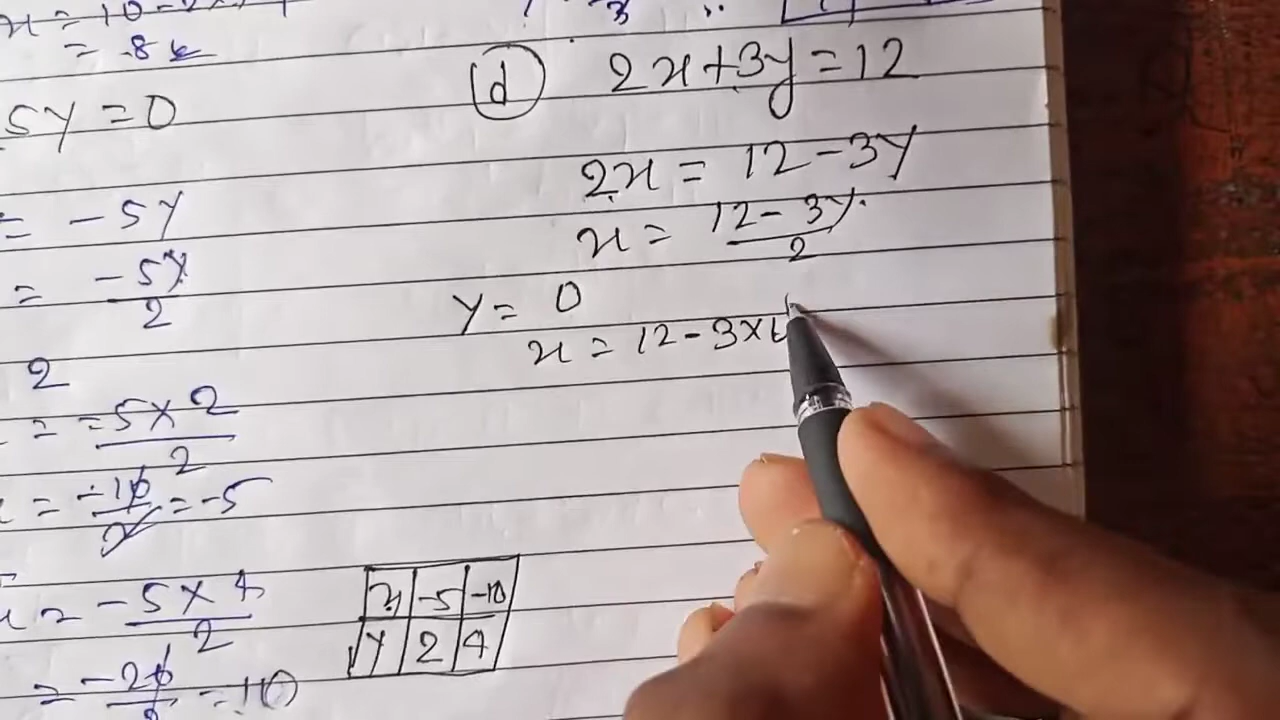 = 8
5y = 0
= -5y
= -5y/2
2
= -5×2/2
= -10/2 = -5
x = -5×4/2
= -20/2 = -10
x | -5 | -10
y | 2 | 4
(d) 2x+3y=12
2x = 12-3y
x = 12-3y/2
y = 0
x = 12-3×